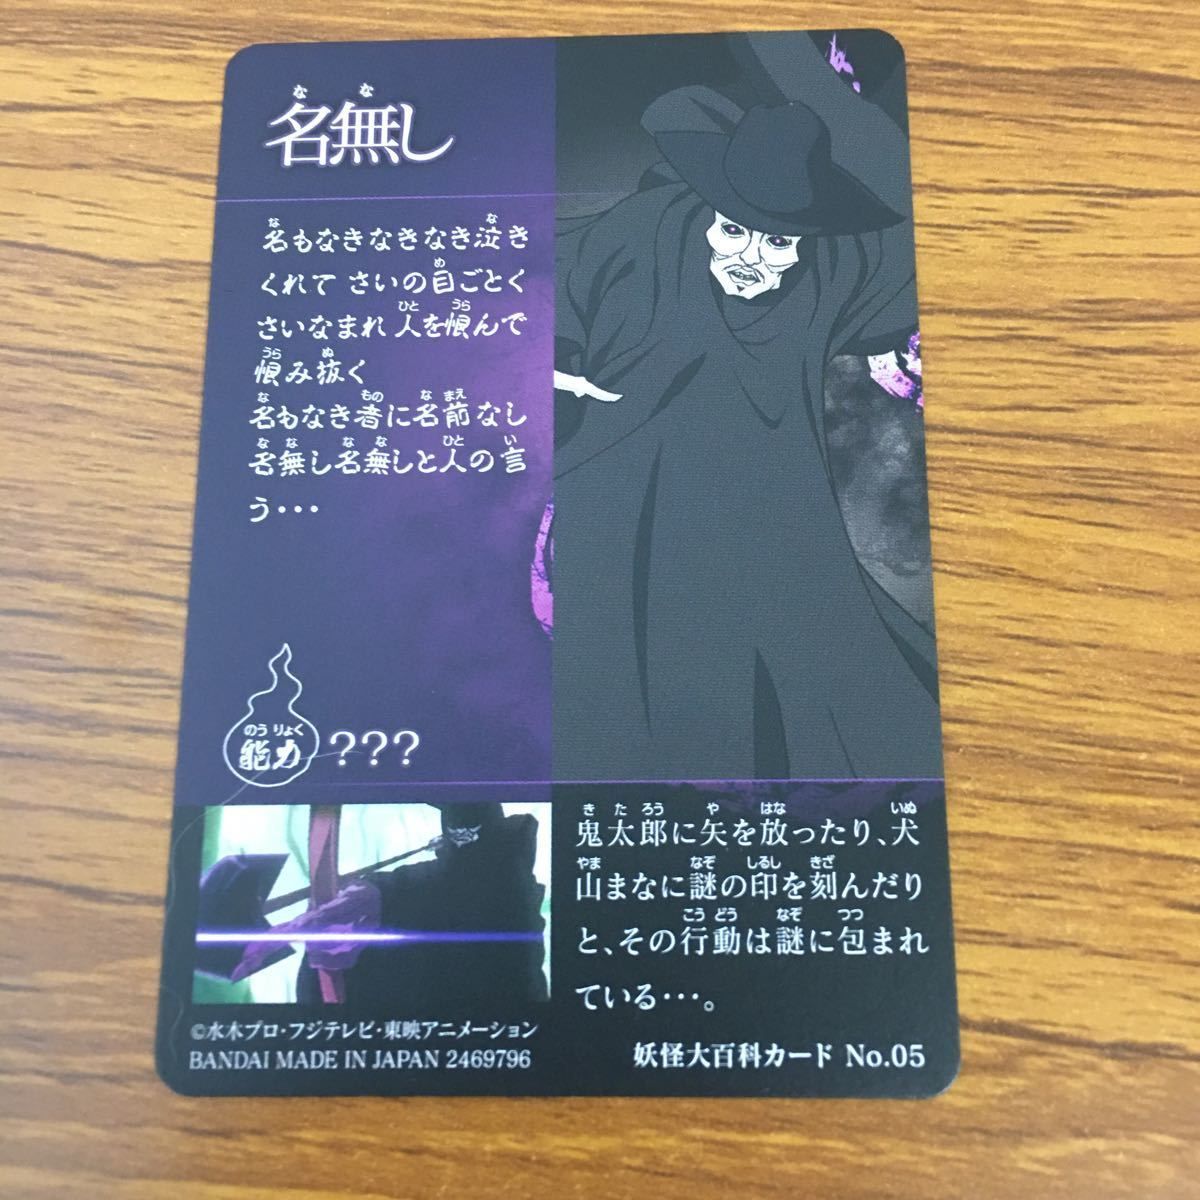 名無し
名もなきなきなき泣き
くれて さいの目ごとく
さいなまれ 人を恨んで
恨み抜く
名もなき者に名前なし
名無し名無しと人の言
う・・・
能力 ???
鬼太郎に矢を放ったり、犬
山まなに謎の印を刻んだり
と、その行動は謎に包まれ
ている・・・。
©水木プロ・フジテレビ・東映アニメーション
BANDAI MADE IN JAPAN 2469796
妖怪大百科カード No.05